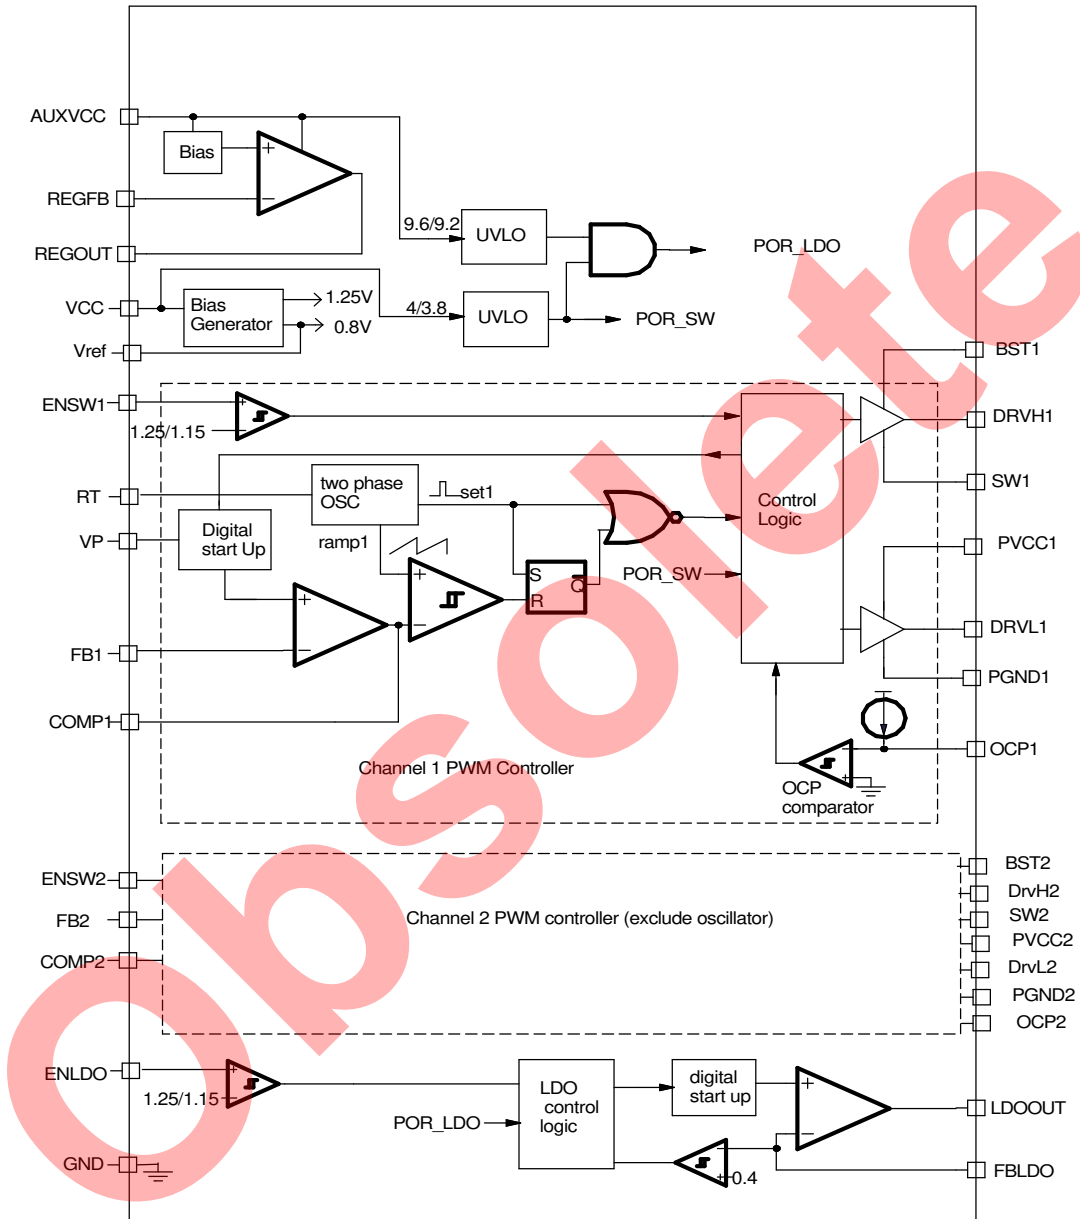 AUXVCC
Bias
+
REGFB
−
REGOUT
9.6/9.2
UVLO
POR_LDO
VCC
Bias
Generator
1.25V
0.8V
4/3.8
UVLO
POR_SW
Vref
BST1
ENSW1
+
1.25/1.15
−
DRVH1
RT
two phase
OSC
set1
Control
Logic
SW1
VP
Digital
start Up
ramp1
PVCC1
+
S
R
Q
POR_SW
+
−
DRVL1
FB1
−
PGND1
COMP1
OCP1
−
+
OCP
comparator
Channel 1 PWM Controller
BST2
ENSW2
DrvH2
FB2
Channel 2 PWM controller (exclude oscillator)
SW2
PVCC2
COMP2
DrvL2
PGND2
OCP2
ENLDO
+
1.25/1.15
−
LDO
control
logic
digital
start up
+
−
LDOOUT
POR_LDO
−
+
0.4
GND
FBLDO
Obsolete